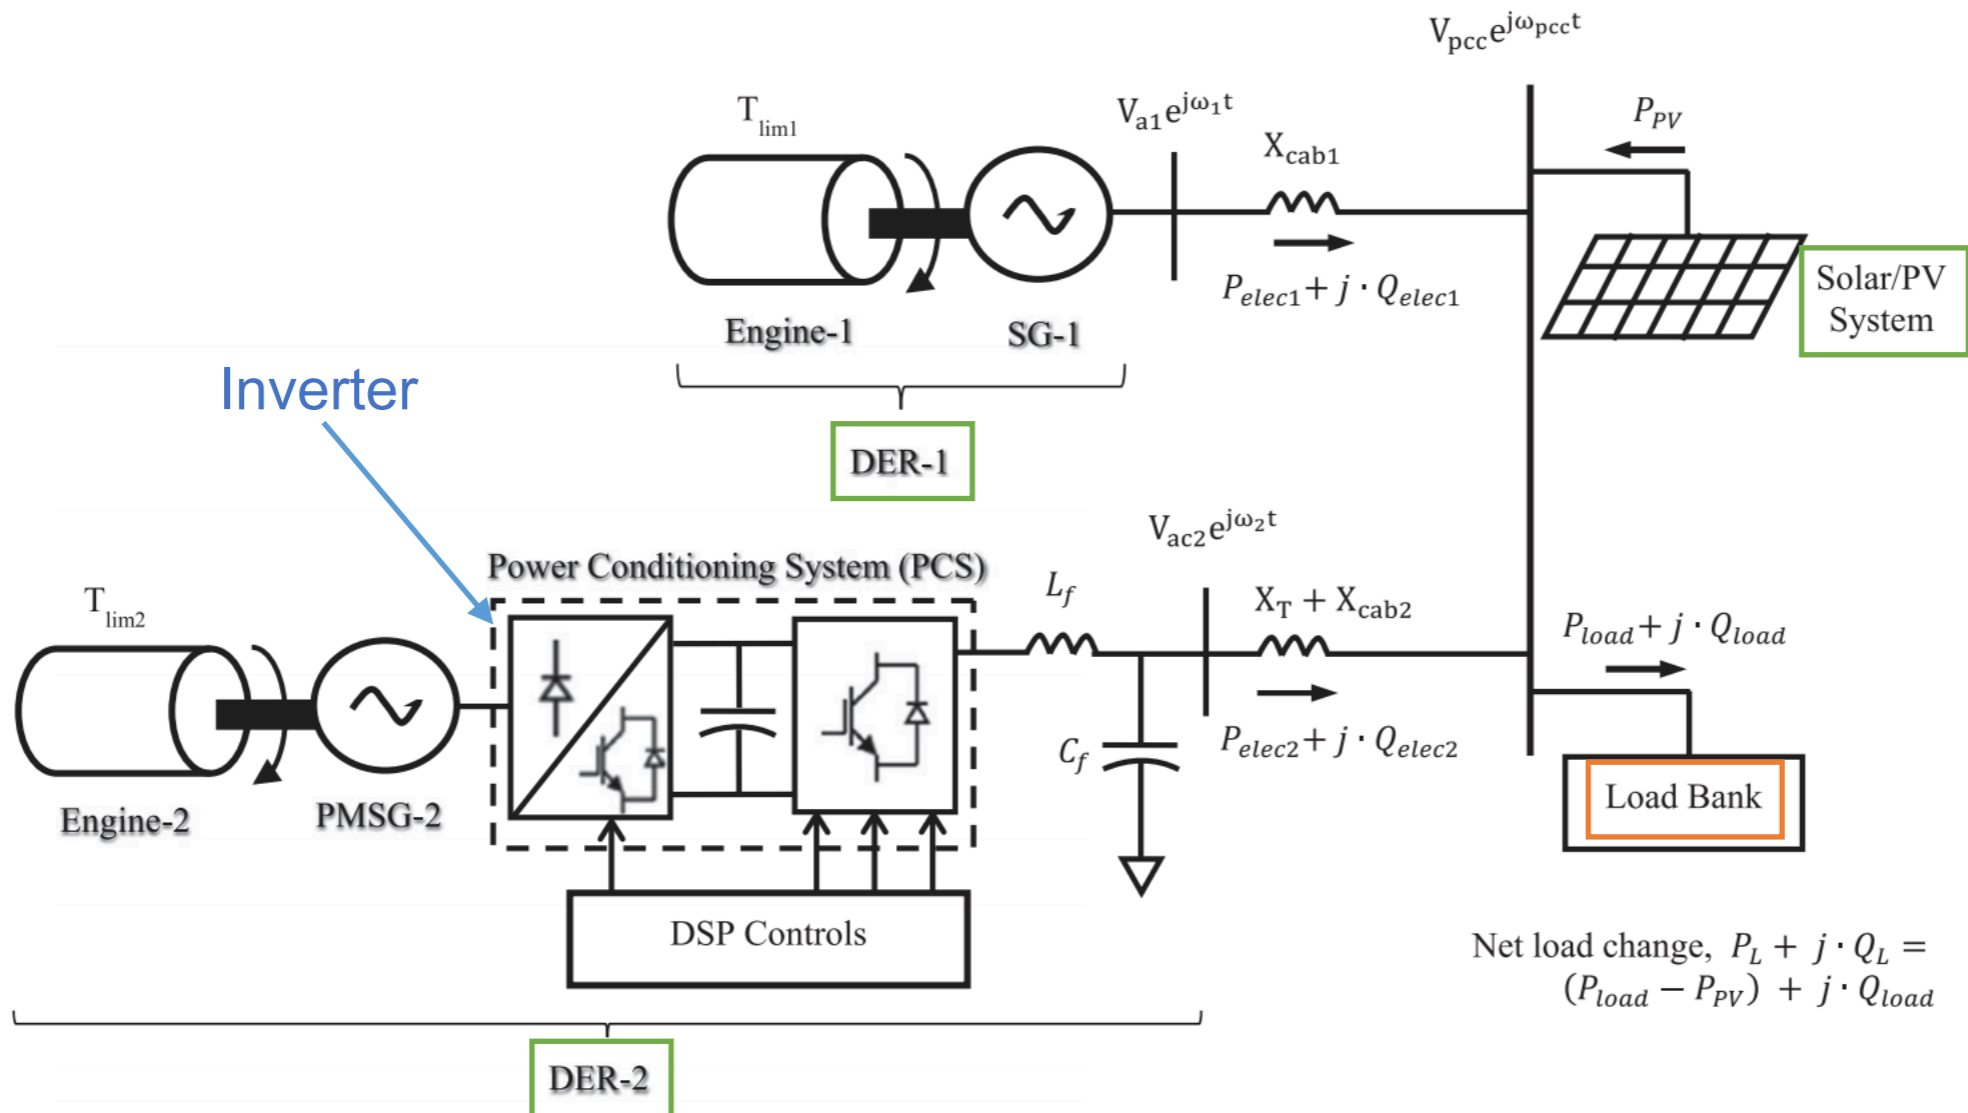 V_pcc e^{jω_pcc t}
T_lim1
V_a1 e^{jω_1 t}
X_cab1
P_PV
P_elec1 + j · Q_elec1
Solar/PV
System
Engine-1
SG-1
Inverter
DER-1
V_ac2 e^{jω_2 t}
Power Conditioning System (PCS)
T_lim2
L_f
X_T + X_cab2
P_load + j · Q_load
P_elec2 + j · Q_elec2
C_f
Load Bank
Engine-2
PMSG-2
DSP Controls
Net load change, P_L + j · Q_L =
(P_load − P_PV) + j · Q_load
DER-2